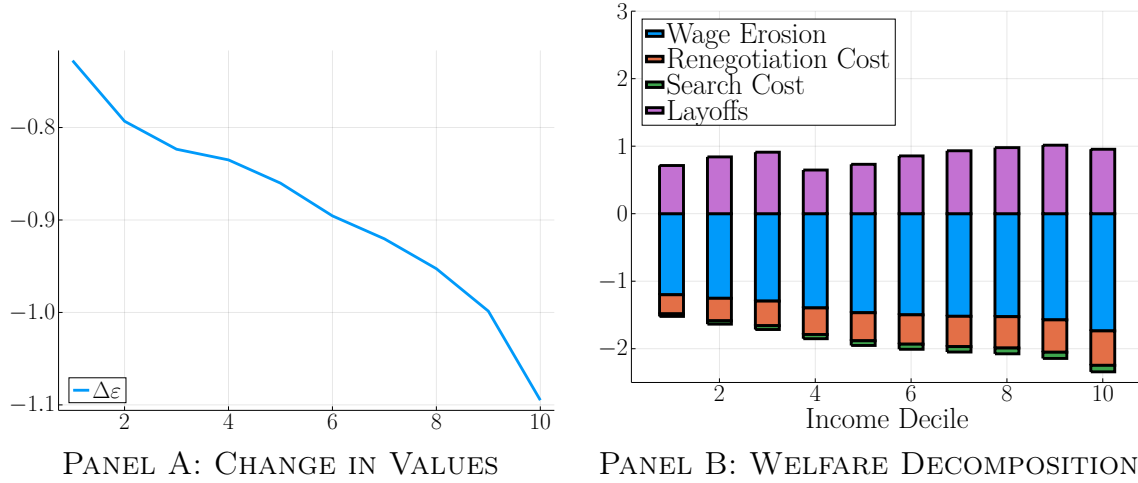 −0.8
−0.9
−1.0
−1.1
Δε
2
4
6
8
10
PANEL A: CHANGE IN VALUES
3
2
1
0
−1
−2
Wage Erosion
Renegotiation Cost
Search Cost
Layoffs
2
4
6
8
10
Income Decile
PANEL B: WELFARE DECOMPOSITION